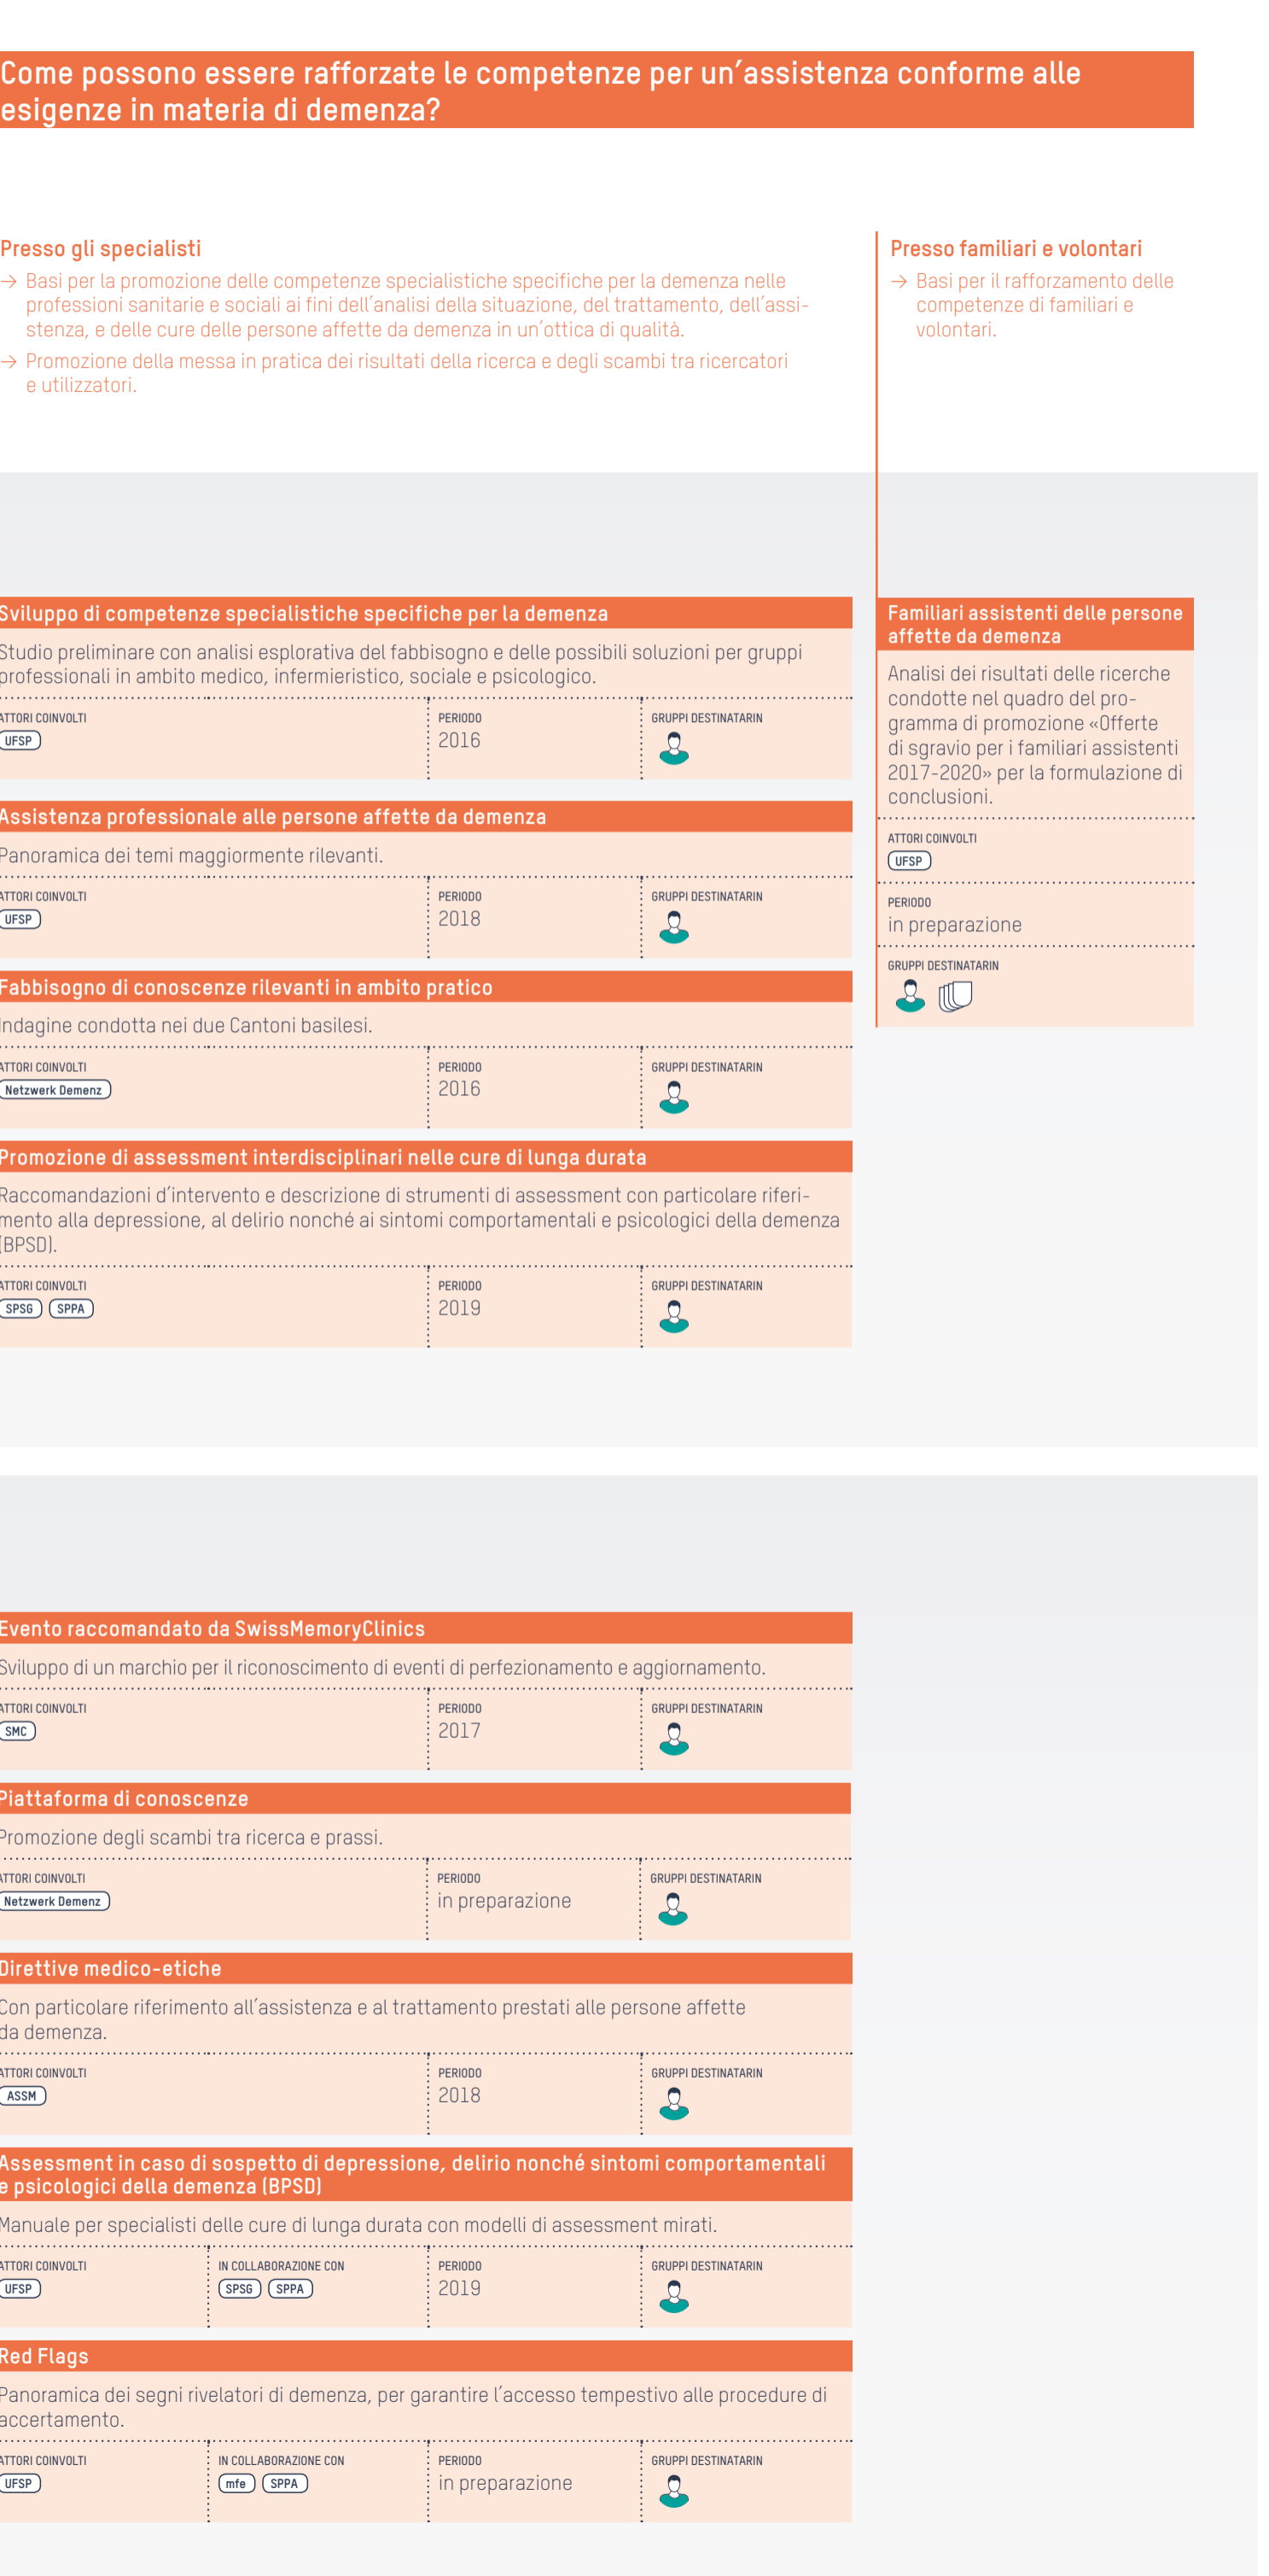 Come possono essere rafforzate le competenze per un’assistenza conforme alle
esigenze in materia di demenza?
Presso gli specialisti
→ Basi per la promozione delle competenze specialistiche specifiche per la demenza nelle
professioni sanitarie e sociali ai fini dell’analisi della situazione, del trattamento, dell’assi-
stenza, e delle cure delle persone affette da demenza in un’ottica di qualità.
→ Promozione della messa in pratica dei risultati della ricerca e degli scambi tra ricercatori
e utilizzatori.
Presso familiari e volontari
→ Basi per il rafforzamento delle
competenze di familiari e
volontari.
Sviluppo di competenze specialistiche specifiche per la demenza
Studio preliminare con analisi esplorativa del fabbisogno e delle possibili soluzioni per gruppi
professionali in ambito medico, infermieristico, sociale e psicologico.
ATTORI COINVOLTI
UFSP
PERIODO
2016
GRUPPI DESTINATARIN
Assistenza professionale alle persone affette da demenza
Panoramica dei temi maggiormente rilevanti.
ATTORI COINVOLTI
UFSP
PERIODO
2018
GRUPPI DESTINATARIN
Fabbisogno di conoscenze rilevanti in ambito pratico
Indagine condotta nei due Cantoni basilesi.
ATTORI COINVOLTI
Netzwerk Demenz
PERIODO
2016
GRUPPI DESTINATARIN
Promozione di assessment interdisciplinari nelle cure di lunga durata
Raccomandazioni d’intervento e descrizione di strumenti di assessment con particolare riferi-
mento alla depressione, al delirio nonché ai sintomi comportamentali e psicologici della demenza
(BPSD).
ATTORI COINVOLTI
SPSG SPPA
PERIODO
2019
GRUPPI DESTINATARIN
Familiari assistenti delle persone
affette da demenza
Analisi dei risultati delle ricerche
condotte nel quadro del pro-
gramma di promozione «Offerte
di sgravio per i familiari assistenti
2017-2020» per la formulazione di
conclusioni.
ATTORI COINVOLTI
UFSP
PERIODO
in preparazione
GRUPPI DESTINATARIN
Evento raccomandato da SwissMemoryClinics
Sviluppo di un marchio per il riconoscimento di eventi di perfezionamento e aggiornamento.
ATTORI COINVOLTI
SMC
PERIODO
2017
GRUPPI DESTINATARIN
Piattaforma di conoscenze
Promozione degli scambi tra ricerca e prassi.
ATTORI COINVOLTI
Netzwerk Demenz
PERIODO
in preparazione
GRUPPI DESTINATARIN
Direttive medico-etiche
Con particolare riferimento all’assistenza e al trattamento prestati alle persone affette
da demenza.
ATTORI COINVOLTI
ASSM
PERIODO
2018
GRUPPI DESTINATARIN
Assessment in caso di sospetto di depressione, delirio nonché sintomi comportamentali
e psicologici della demenza (BPSD)
Manuale per specialisti delle cure di lunga durata con modelli di assessment mirati.
ATTORI COINVOLTI
UFSP
IN COLLABORAZIONE CON
SPSG SPPA
PERIODO
2019
GRUPPI DESTINATARIN
Red Flags
Panoramica dei segni rivelatori di demenza, per garantire l’accesso tempestivo alle procedure di
accertamento.
ATTORI COINVOLTI
UFSP
IN COLLABORAZIONE CON
mfe SPPA
PERIODO
in preparazione
GRUPPI DESTINATARIN